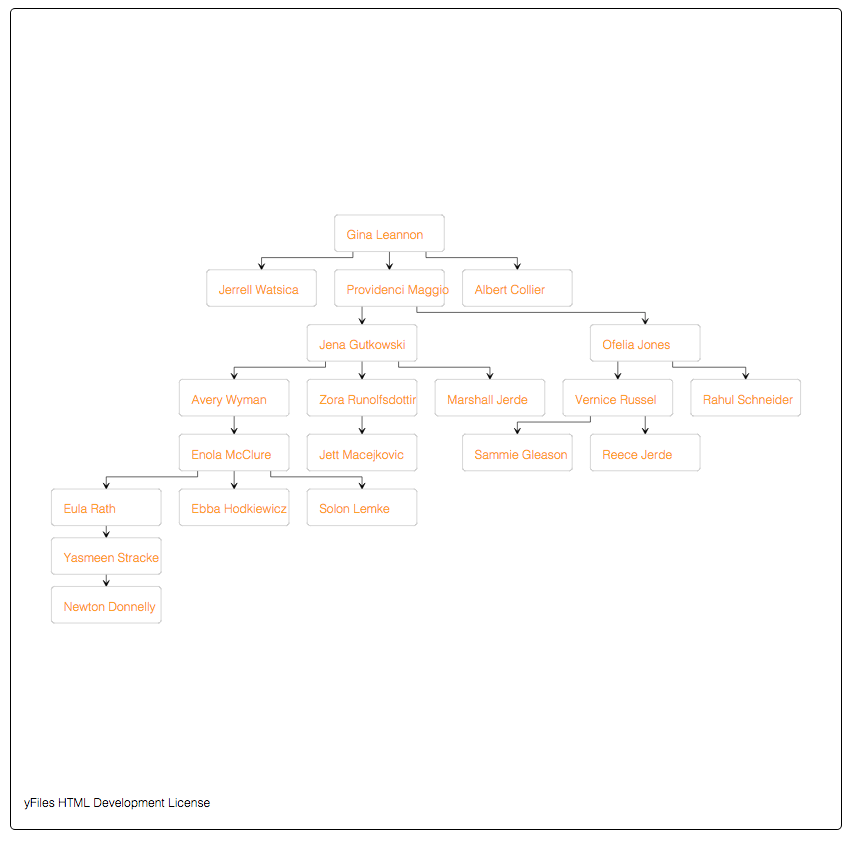 Gina Leannon
Jerrell Watsica
Providenci Maggio
Albert Collier
Jena Gutkowski
Ofelia Jones
Avery Wyman
Zora Runolfsdottir
Marshall Jerde
Vernice Russel
Rahul Schneider
Enola McClure
Jett Macejkovic
Sammie Gleason
Reece Jerde
Eula Rath
Ebba Hodkiewicz
Solon Lemke
Yasmeen Stracke
Newton Donnelly
yFiles HTML Development License